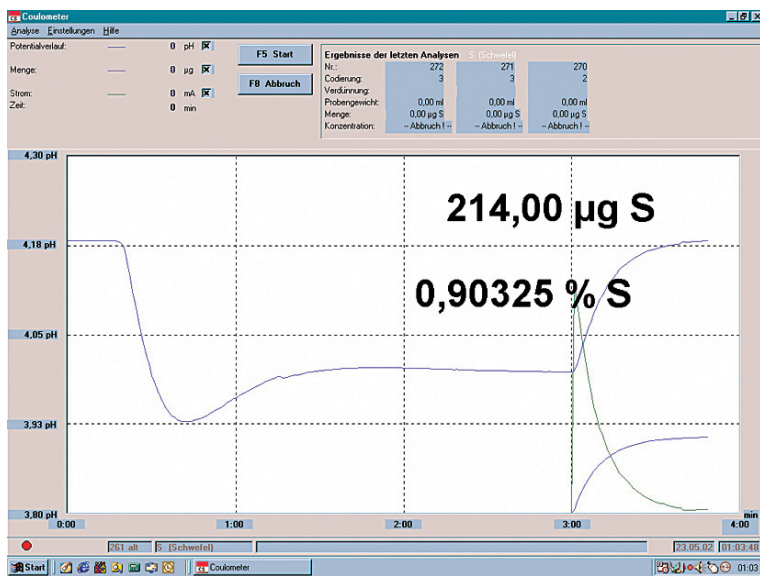 Coulometer
Analyse Einstellungen Hilfe
Potentialverlauf: 0 pH
Menge: 0 µg
Strom: 0 mA
Zeit: 0 min
F5 Start
F8 Abbruch
Ergebnisse der letzten Analysen S (Schwefel)
Nr.: 272 271 270
Codierung: 3 3 2
Verdünnung:
Probengewicht: 0,00 ml 0,00 ml 0,00 ml
Menge: 0,00 µg S 0,00 µg S 0,00 µg S
Konzentration: -- Abbruch ! -- -- Abbruch ! -- -- Abbruch ! --
4,30 pH
214,00 µg S
4,18 pH
0,90325 % S
4,05 pH
3,93 pH
3,80 pH
min
0:00 1:00 2:00 3:00 4:00
261 alt S (Schwefel) 23.05.02 01:03:48
Start Coulometer 01:03